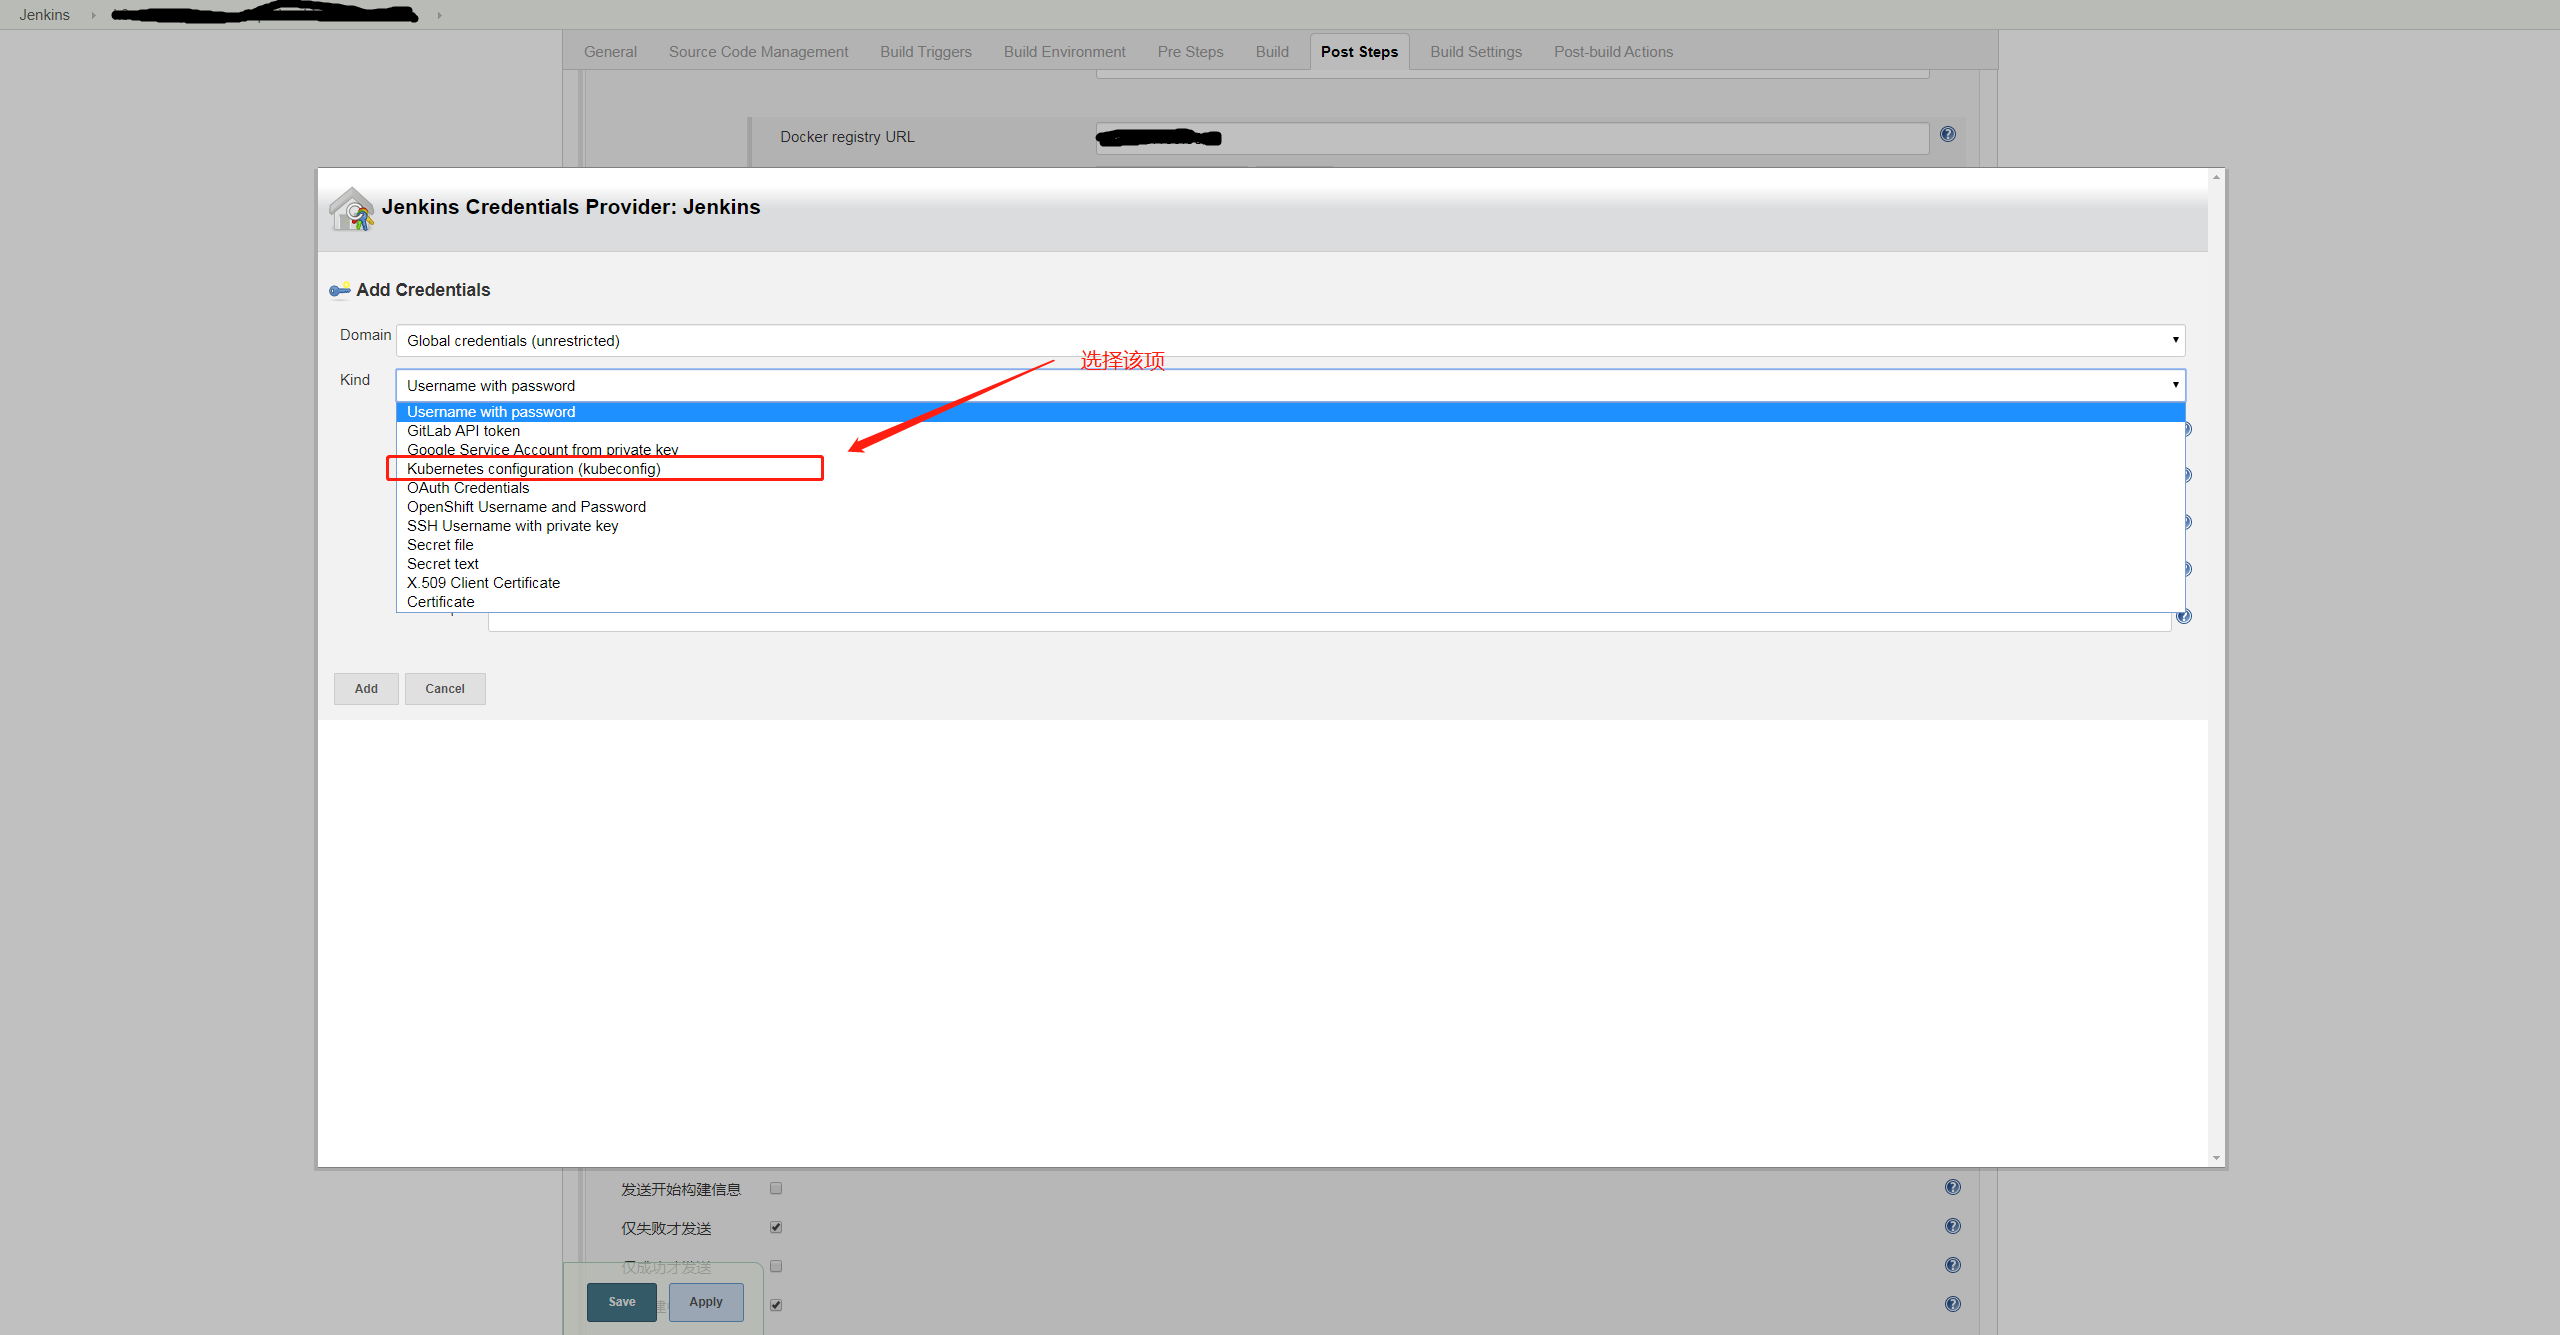 Jenkins
General Source Code Management Build Triggers Build Environment Pre Steps Build Post Steps Build Settings Post-build Actions
Docker registry URL
Jenkins Credentials Provider: Jenkins
Add Credentials
Domain Global credentials (unrestricted)
选择该项
Kind Username with password
Username with password
GitLab API token
Google Service Account from private key
Kubernetes configuration (kubeconfig)
OAuth Credentials
OpenShift Username and Password
SSH Username with private key
Secret file
Secret text
X.509 Client Certificate
Certificate
Add Cancel
发送开始构建信息
仅失败才发送
仅成功才发送
Save Apply